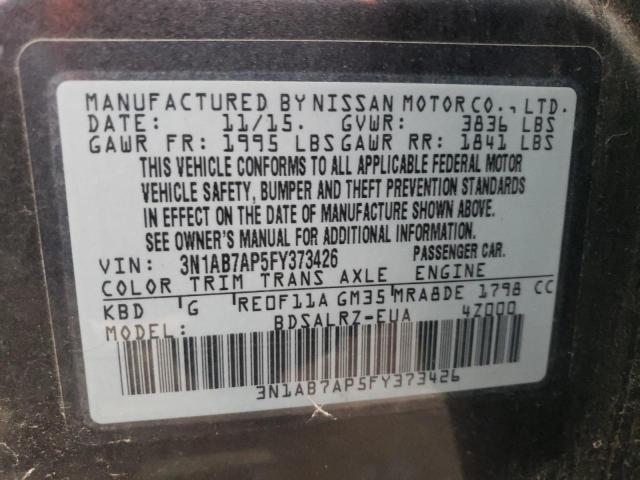 MANUFACTURED BY NISSAN MOTOR CO., LTD.
DATE: 11/15. GVWR: 3836 LBS
GAWR FR: 1995 LBS GAWR RR: 1841 LBS
THIS VEHICLE CONFORMS TO ALL APPLICABLE FEDERAL MOTOR
VEHICLE SAFETY, BUMPER AND THEFT PREVENTION STANDARDS
IN EFFECT ON THE DATE OF MANUFACTURE SHOWN ABOVE.
SEE OWNER'S MANUAL FOR ADDITIONAL INFORMATION.
VIN: 3N1AB7AP5FY373426 PASSENGER CAR.
COLOR TRIM TRANS AXLE ENGINE
KBD G RE0F11A GM35 MRA8DE 1798 CC
MODEL: BDSALRZ-EUA 4Z000
3N1AB7AP5FY373426